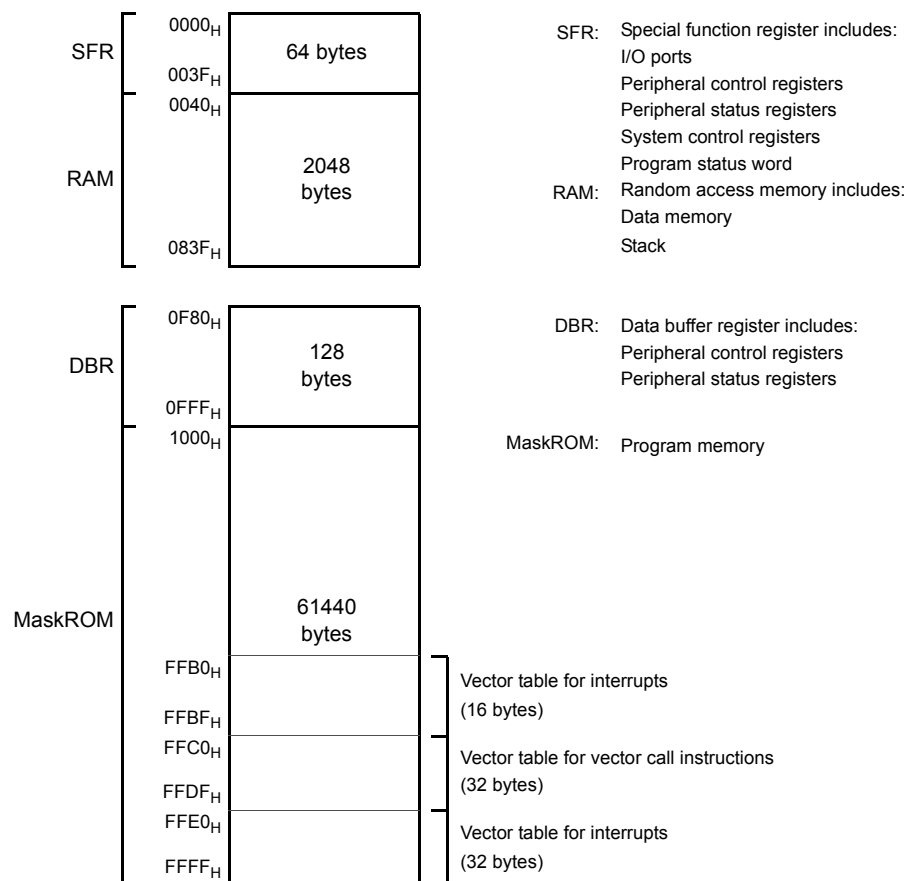 0000H
SFR
64 bytes
003FH
0040H
RAM
2048
bytes
083FH
SFR: Special function register includes:
I/O ports
Peripheral control registers
Peripheral status registers
System control registers
Program status word
RAM: Random access memory includes:
Data memory
Stack
0F80H
DBR
128
bytes
0FFFH
DBR: Data buffer register includes:
Peripheral control registers
Peripheral status registers
1000H
MaskROM: Program memory
MaskROM
61440
bytes
FFB0H
Vector table for interrupts
(16 bytes)
FFBFH
FFC0H
Vector table for vector call instructions
(32 bytes)
FFDFH
FFE0H
Vector table for interrupts
(32 bytes)
FFFFH